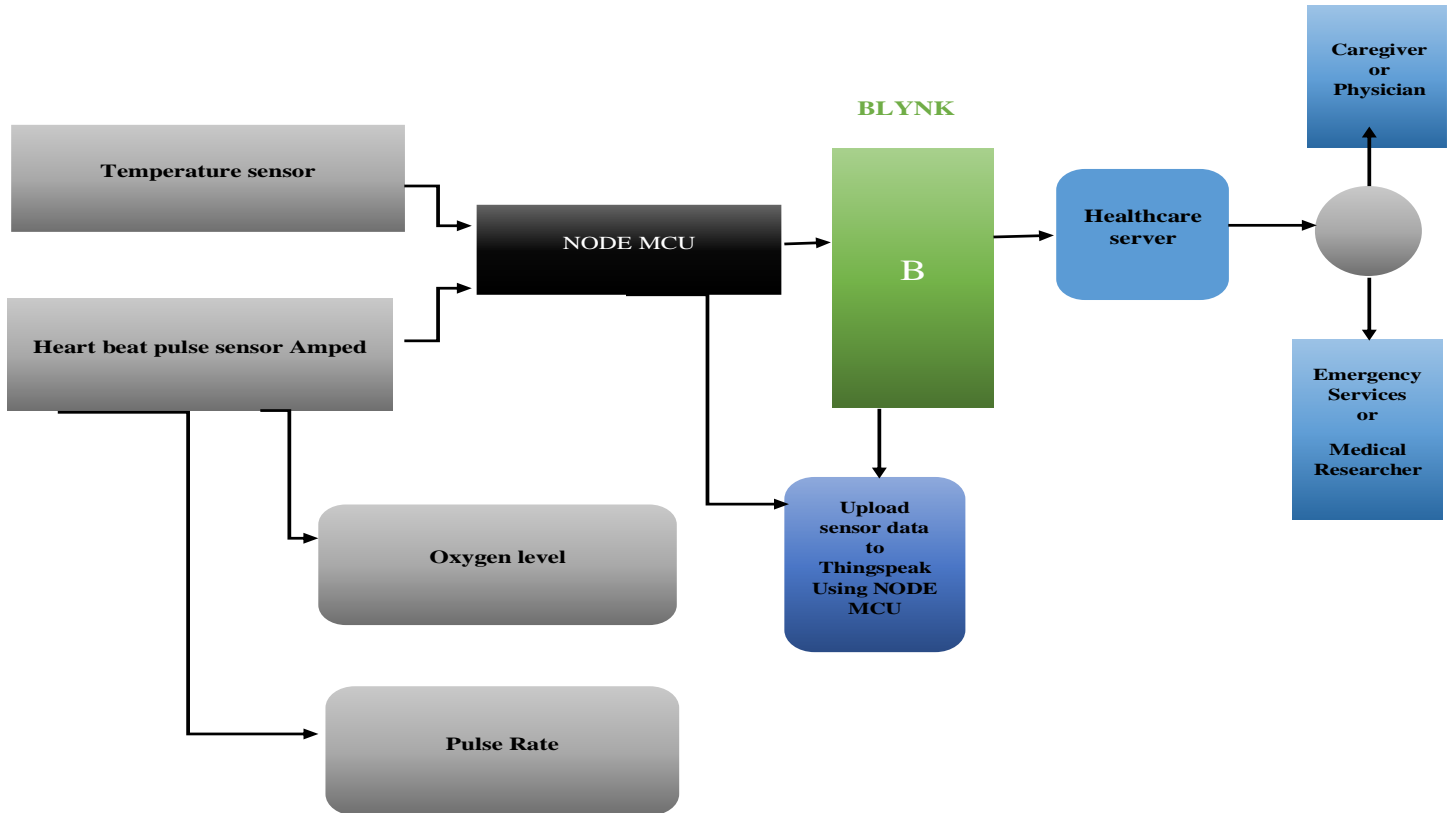 Caregiver
or
Physician
BLYNK
Temperature sensor
NODE MCU
B
Healthcare
server
Heart beat pulse sensor Amped
Emergency
Services
or
Medical
Researcher
Upload
sensor data
to
Thingspeak
Using NODE
MCU
Oxygen level
Pulse Rate